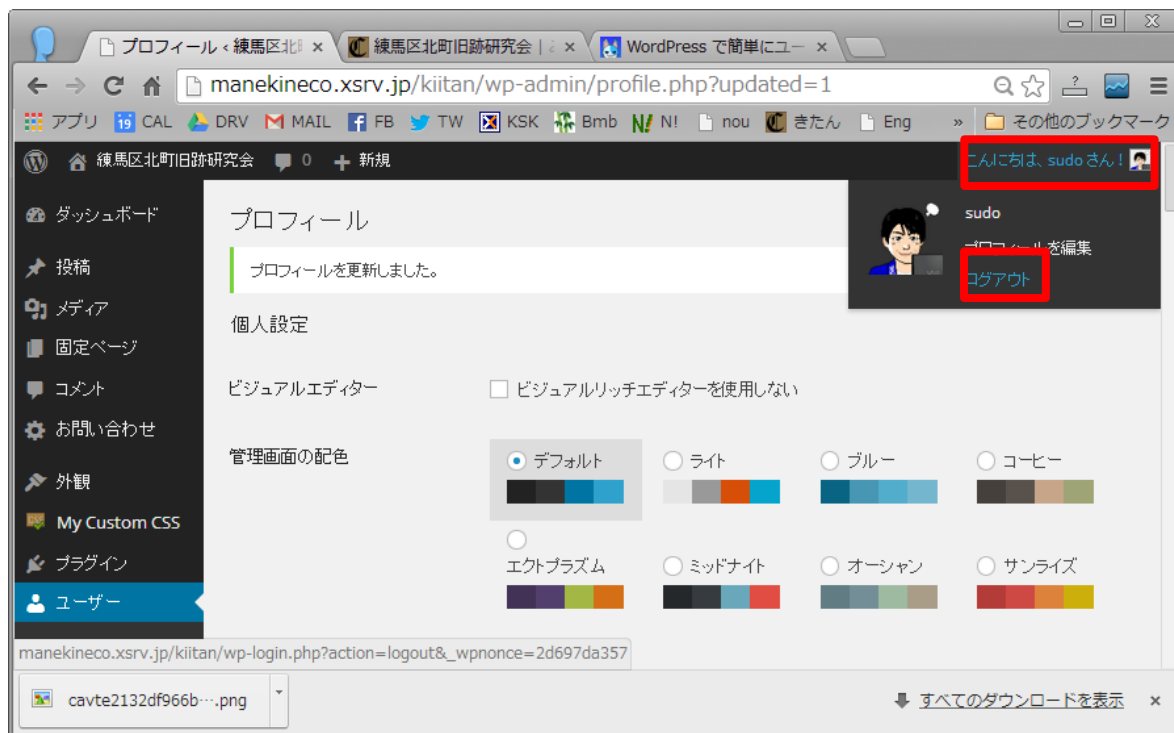 プロフィール ‹ 練馬区北町
練馬区北町旧跡研究会 |
WordPress で簡単にユー
manekineco.xsrv.jp/kiitan/wp-admin/profile.php?updated=1
アプリ 19 CAL DRV MAIL FB TW KSK Bmb N! nou きたん Eng » その他のブックマーク
練馬区北町旧跡研究会 0 新規 こんにちは、sudo さん !
sudo
プロフィールを編集
ログアウト
ダッシュボード
投稿
メディア
固定ページ
コメント
お問い合わせ
外観
My Custom CSS
プラグイン
ユーザー
プロフィール
プロフィールを更新しました。
個人設定
ビジュアルエディター ビジュアルリッチエディターを使用しない
管理画面の配色 デフォルト ライト ブルー コーヒー
エクトプラズム ミッドナイト オーシャン サンライズ
manekineco.xsrv.jp/kiitan/wp-login.php?action=logout&_wpnonce=2d697da357
cavte2132df966b….png すべてのダウンロードを表示